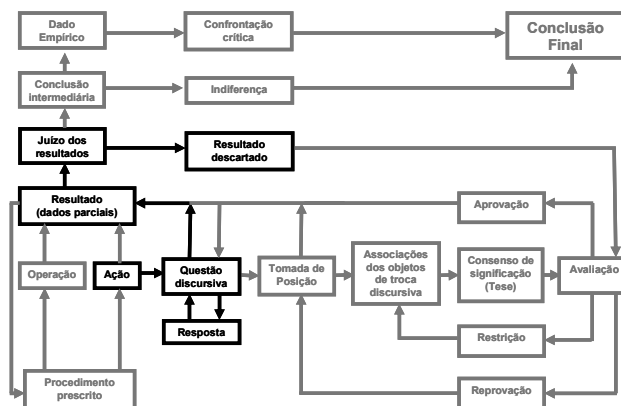 Dado
Empírico
Confrontação
crítica
Conclusão
Final
Conclusão
intermediária
Indiferença
Juízo dos
resultados
Resultado
descartado
Resultado
(dados parciais)
Aprovação
Operação
Ação
Questão
discursiva
Tomada de
Posição
Associações
dos objetos
de troca
discursiva
Consenso de
significação
(Tese)
Avaliação
Resposta
Restrição
Procedimento
prescrito
Reprovação